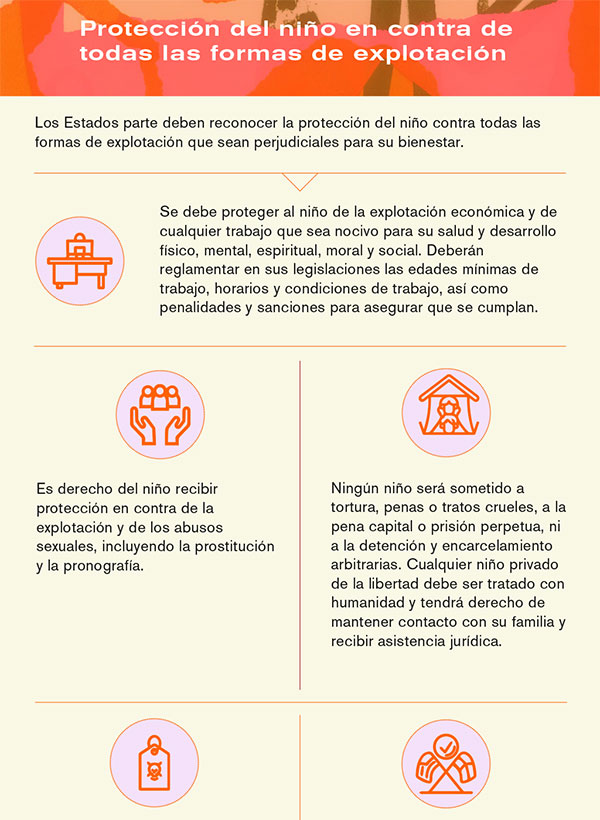 Protección del niño en contra de
todas las formas de explotación
Los Estados parte deben reconocer la protección del niño contra todas las
formas de explotación que sean perjudiciales para su bienestar.
Se debe proteger al niño de la explotación económica y de
cualquier trabajo que sea nocivo para su salud y desarrollo
físico, mental, espiritual, moral y social. Deberán
reglamentar en sus legislaciones las edades mínimas de
trabajo, horarios y condiciones de trabajo, así como
penalidades y sanciones para asegurar que se cumplan.
Es derecho del niño recibir
protección en contra de la
explotación y de los abusos
sexuales, incluyendo la prostitución
y la pronografía.
Ningún niño será sometido a
tortura, penas o tratos crueles, a la
pena capital o prisión perpetua, ni
a la detención y encarcelamiento
arbitrarias. Cualquier niño privado
de la libertad debe ser tratado con
humanidad y tendrá derecho de
mantener contacto con su familia y
recibir asistencia jurídica.